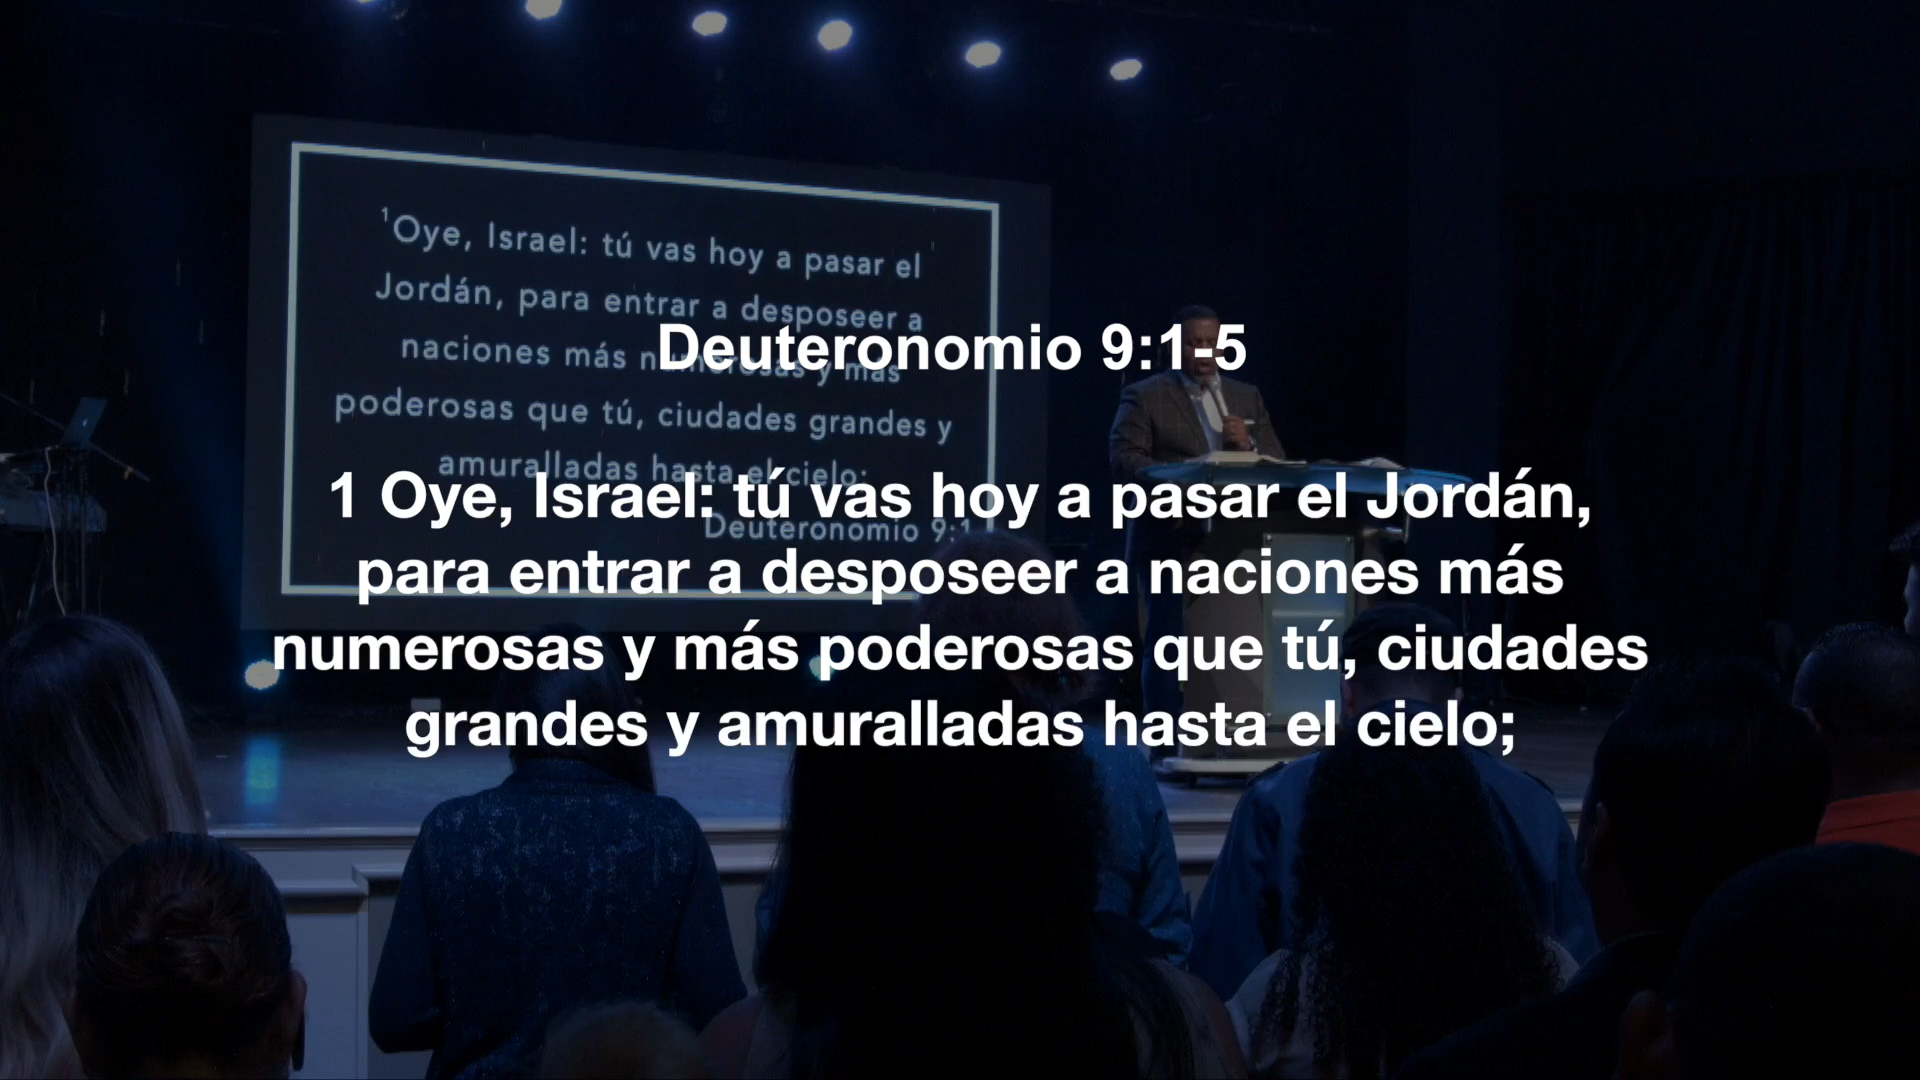 ¹Oye, Israel: tú vas hoy a pasar el
Jordán, para entrar a desposeer a
naciones más numerosas y más
poderosas que tú, ciudades grandes y
amuralladas hasta el cielo;
Deuteronomio 9:1
Deuteronomio 9:1-5
1 Oye, Israel: tú vas hoy a pasar el Jordán,
para entrar a desposeer a naciones más
numerosas y más poderosas que tú, ciudades
grandes y amuralladas hasta el cielo;